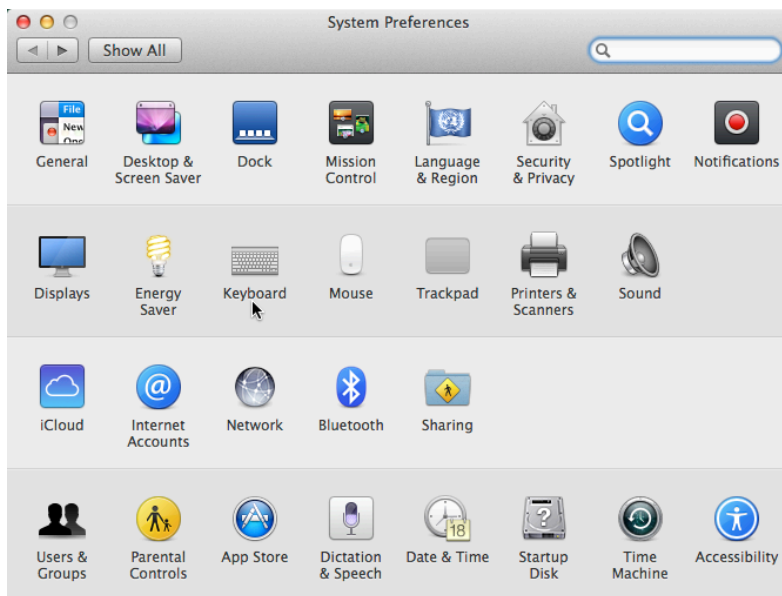 System Preferences
Show All
File
New
General
Desktop &
Screen Saver
Dock
Mission
Control
Language
& Region
Security
& Privacy
Spotlight
Notifications
Displays
Energy
Saver
Keyboard
Mouse
Trackpad
Printers &
Scanners
Sound
iCloud
@
Internet
Accounts
Network
Bluetooth
Sharing
18
?
Users &
Groups
Parental
Controls
App Store
Dictation
& Speech
Date & Time
Startup
Disk
Time
Machine
Accessibility